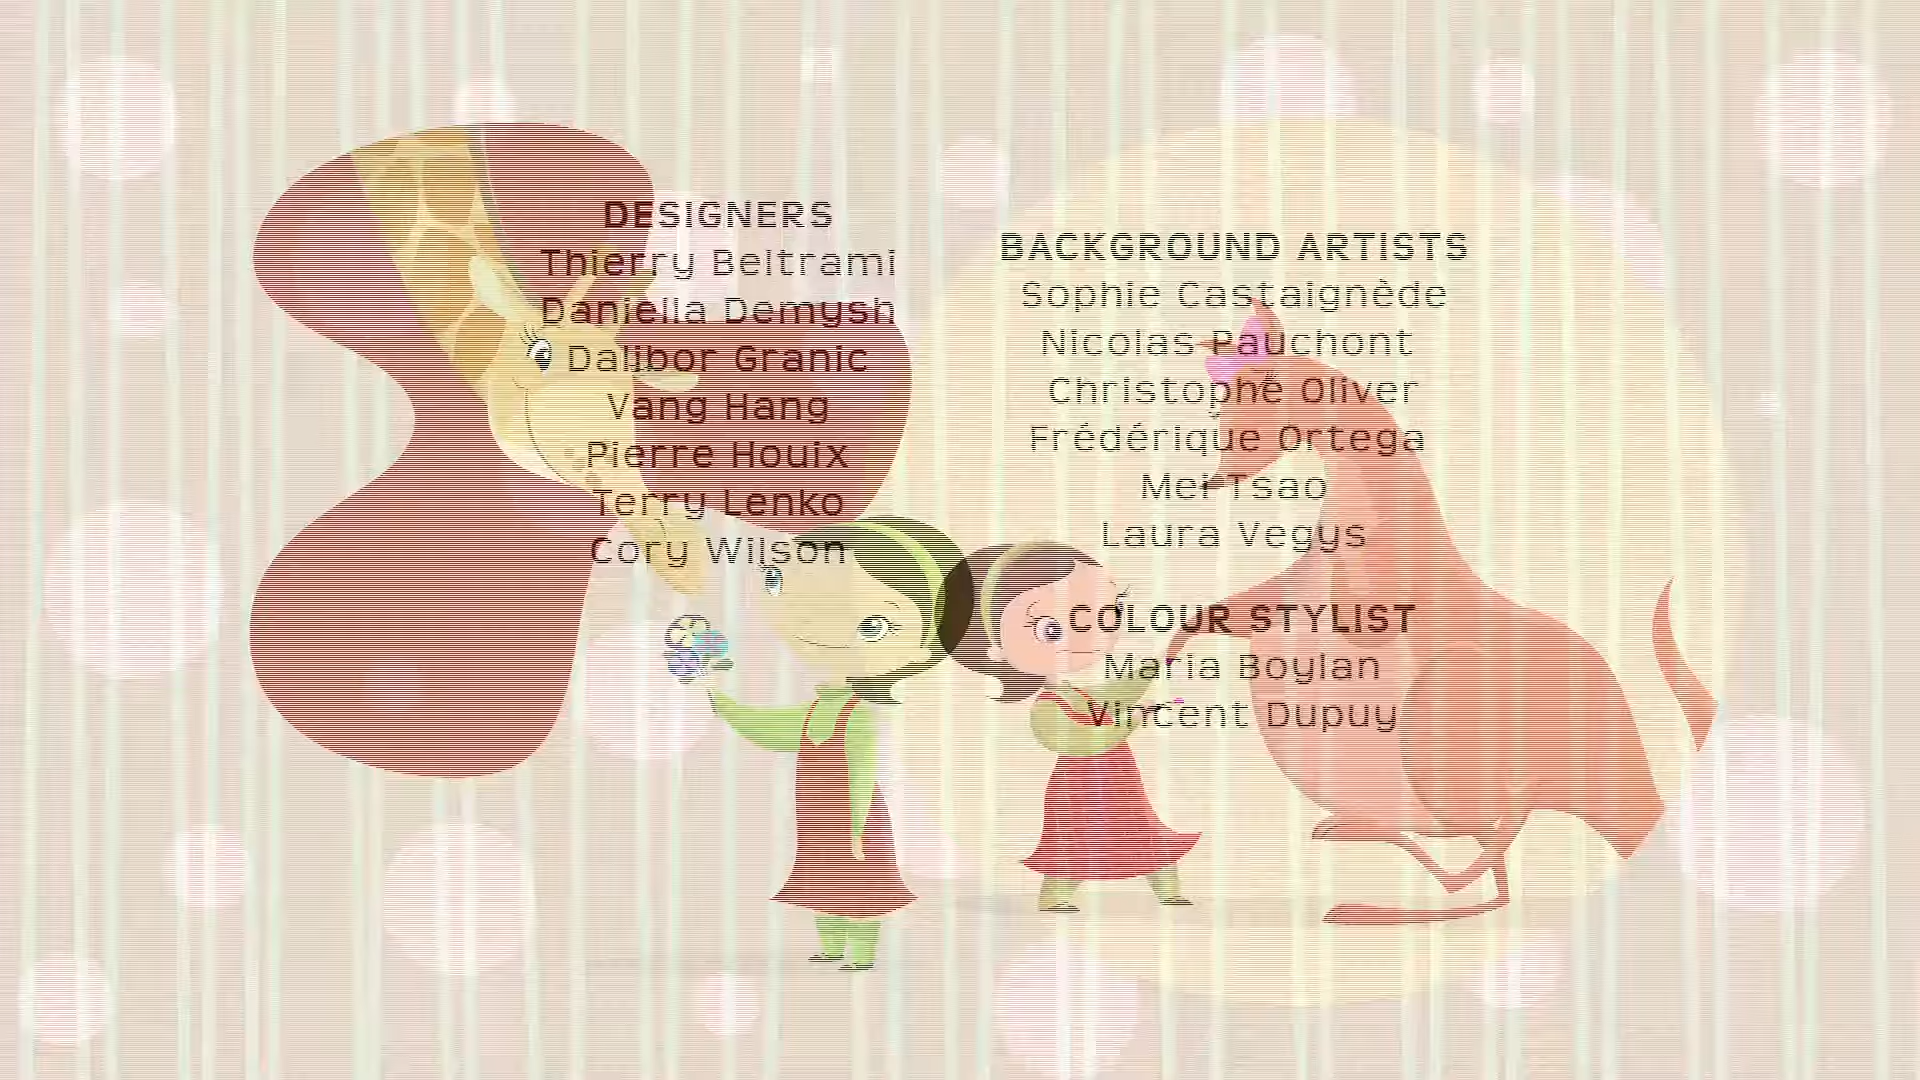 DESIGNERS
Thierry Beltrami
Daniella Demysh
Dalibor Granic
Vang Hang
Pierre Houix
Terry Lenko
Cory Wilson
BACKGROUND ARTISTS
Sophie Castaignède
Nicolas Pauchont
Christophe Oliver
Frédérique Ortega
Mei Tsao
Laura Vegys
COLOUR STYLIST
Maria Boylan
Vincent Dupuy